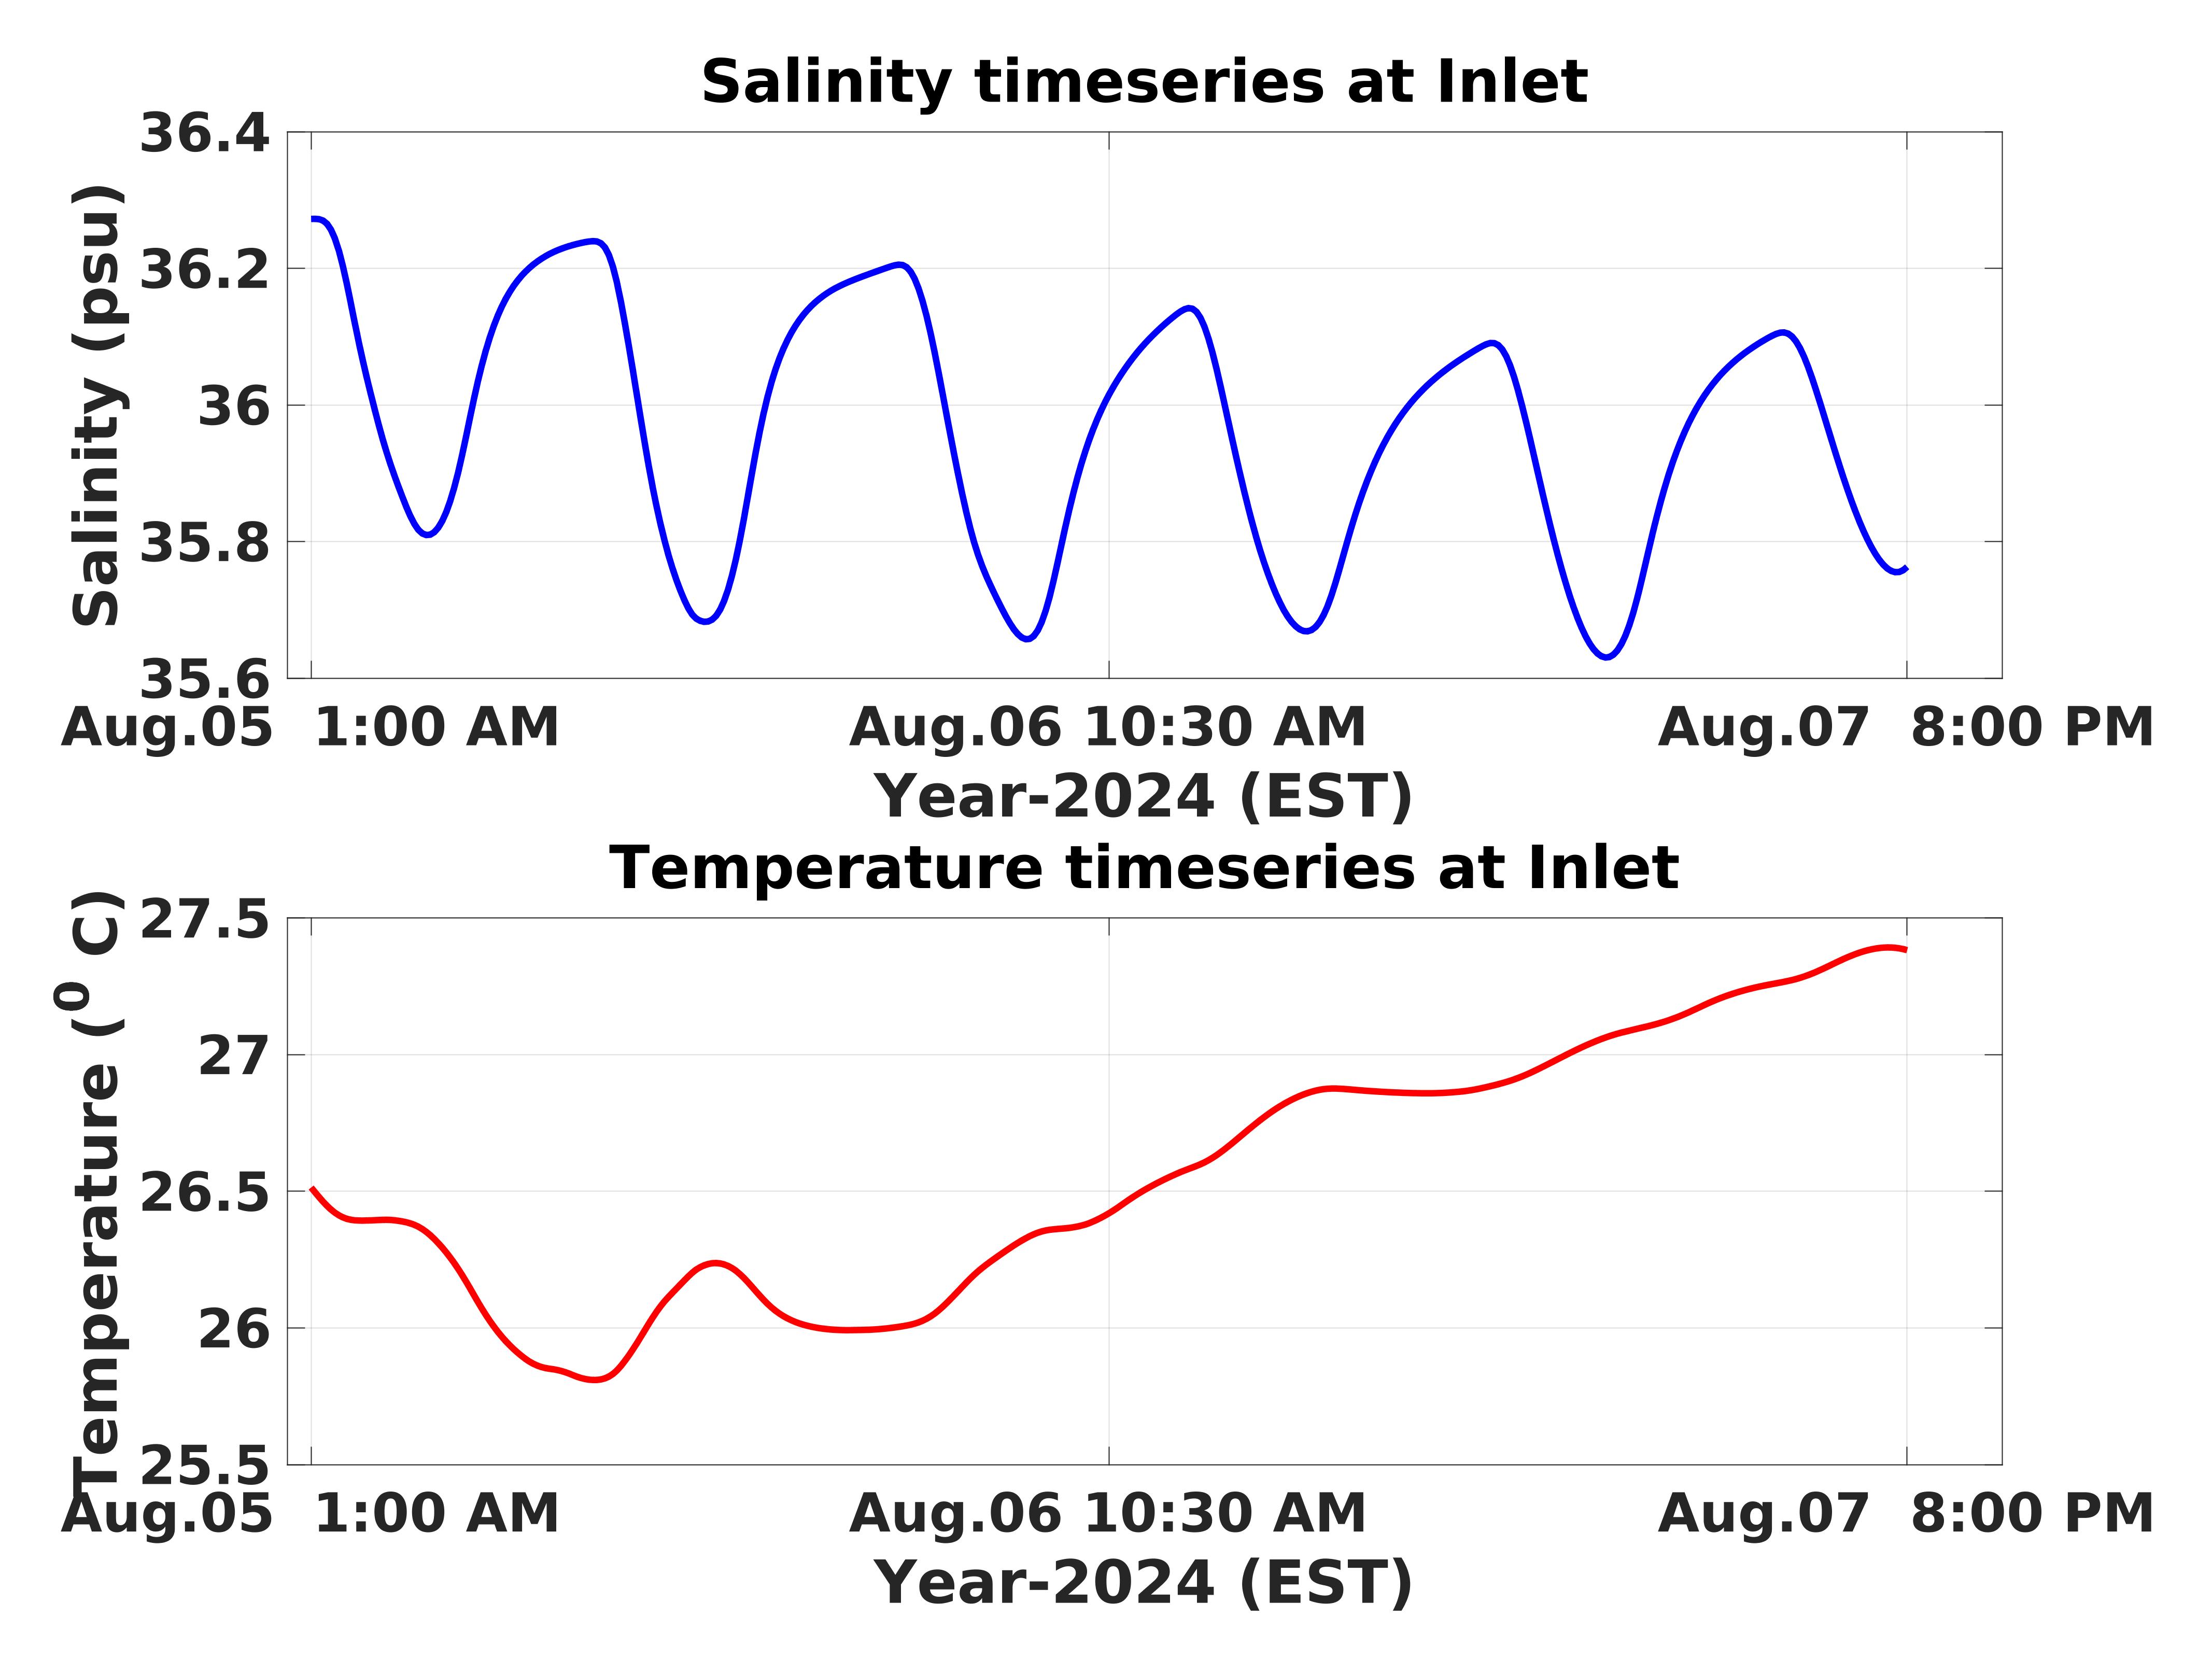 Salinity timeseries at Inlet
Salinity (psu)
36.4
36.2
36
35.8
35.6
Aug.05 1:00 AM Aug.06 10:30 AM Aug.07 8:00 PM
Year-2024 (EST)
Temperature timeseries at Inlet
Temperature (⁰ C)
27.5
27
26.5
26
25.5
Aug.05 1:00 AM Aug.06 10:30 AM Aug.07 8:00 PM
Year-2024 (EST)